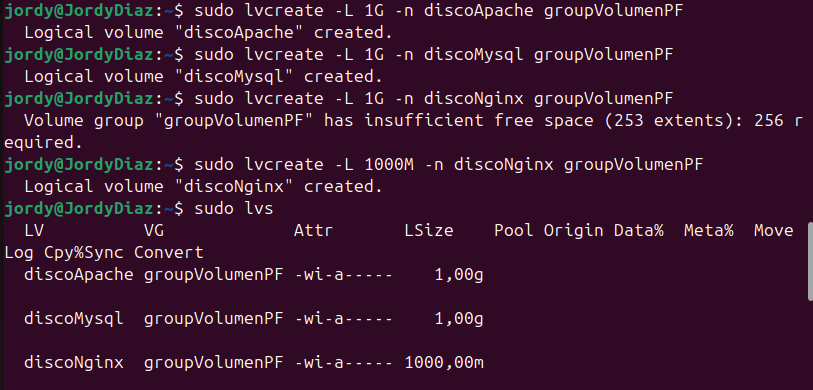 jordy@JordyDiaz:~$ sudo lvcreate -L 1G -n discoApache groupVolumenPF
  Logical volume "discoApache" created.
jordy@JordyDiaz:~$ sudo lvcreate -L 1G -n discoMysql groupVolumenPF
  Logical volume "discoMysql" created.
jordy@JordyDiaz:~$ sudo lvcreate -L 1G -n discoNginx groupVolumenPF
  Volume group "groupVolumenPF" has insufficient free space (253 extents): 256 r
equired.
jordy@JordyDiaz:~$ sudo lvcreate -L 1000M -n discoNginx groupVolumenPF
  Logical volume "discoNginx" created.
jordy@JordyDiaz:~$ sudo lvs
  LV          VG             Attr       LSize    Pool Origin Data%  Meta%  Move
Log Cpy%Sync Convert
  discoApache groupVolumenPF -wi-a-----    1,00g
  discoMysql  groupVolumenPF -wi-a-----    1,00g
  discoNginx  groupVolumenPF -wi-a----- 1000,00m